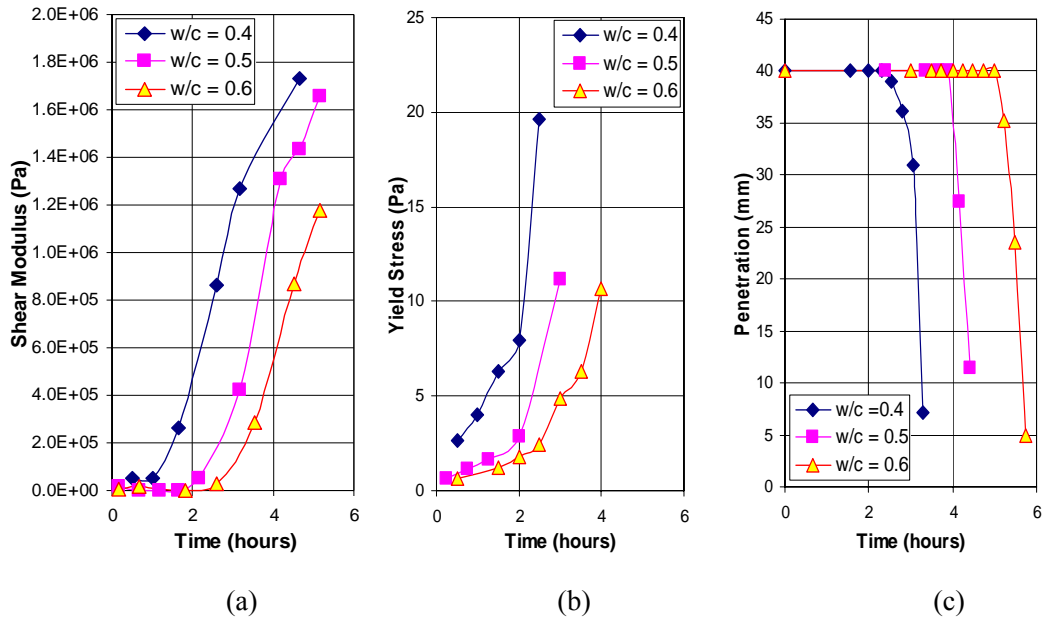 2.0E+06
1.8E+06
1.6E+06
1.4E+06
1.2E+06
1.0E+06
8.0E+05
6.0E+05
4.0E+05
2.0E+05
0.0E+00
Shear Modulus (Pa)
w/c = 0.4
w/c = 0.5
w/c = 0.6
0 2 4 6
Time (hours)
(a)
25
20
15
10
5
0
Yield Stress (Pa)
w/c = 0.4
w/c = 0.5
w/c = 0.6
0 2 4 6
Time (hours)
(b)
45
40
35
30
25
20
15
10
5
0
Penetration (mm)
w/c =0.4
w/c = 0.5
w/c = 0.6
0 2 4 6
Time (hours)
(c)